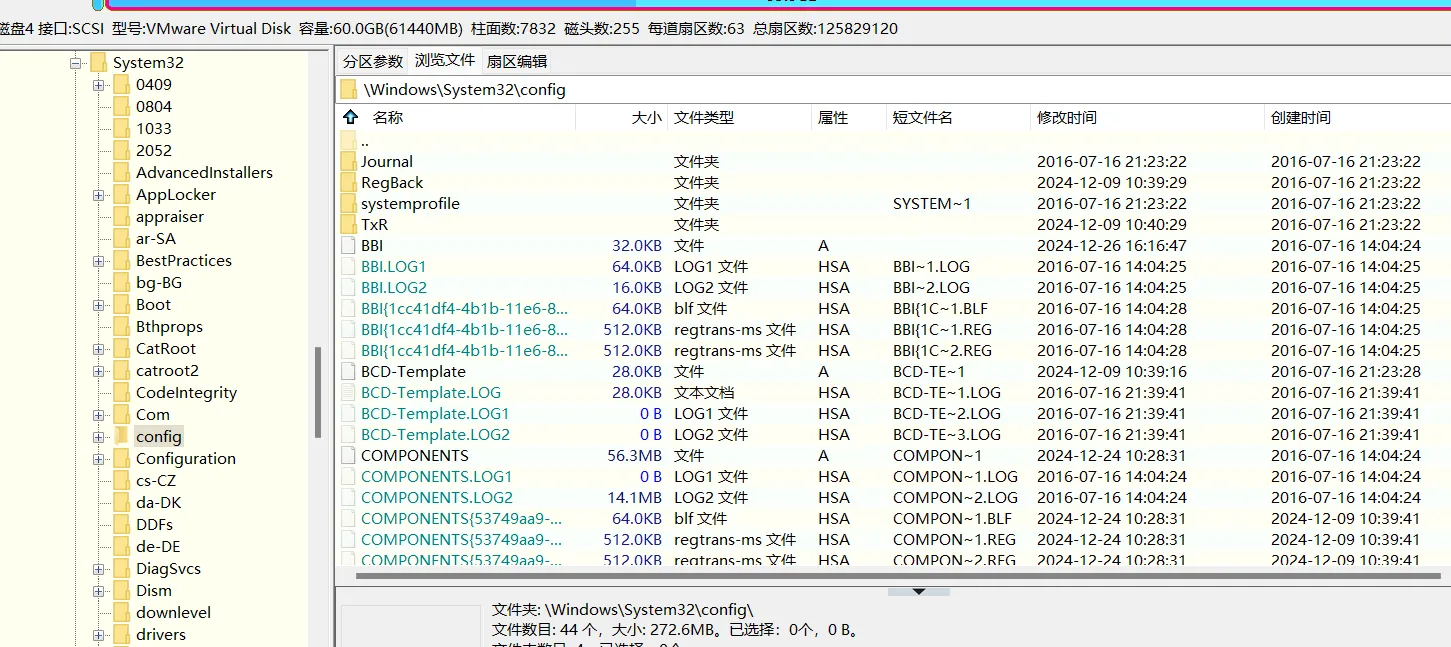 磁盘4 接口:SCSI 型号:VMware Virtual Disk 容量:60.0GB(61440MB) 柱面数:7832 磁头数:255 每道扇区数:63 总扇区数:125829120
System32
0409
0804
1033
2052
AdvancedInstallers
AppLocker
appraiser
ar-SA
BestPractices
bg-BG
Boot
Bthprops
CatRoot
catroot2
CodeIntegrity
Com
config
Configuration
cs-CZ
da-DK
DDFs
de-DE
DiagSvcs
Dism
downlevel
drivers
分区参数 浏览文件 扇区编辑
\Windows\System32\config
名称 大小 文件类型 属性 短文件名 修改时间 创建时间
..
Journal 文件夹 2016-07-16 21:23:22 2016-07-16 21:23:22
RegBack 文件夹 2024-12-09 10:39:29 2016-07-16 21:23:22
systemprofile 文件夹 SYSTEM~1 2016-07-16 21:23:22 2016-07-16 21:23:22
TxR 文件夹 2024-12-09 10:40:29 2016-07-16 21:23:22
BBI 32.0KB 文件 A 2024-12-26 16:16:47 2016-07-16 14:04:24
BBI.LOG1 64.0KB LOG1 文件 HSA BBI~1.LOG 2016-07-16 14:04:25 2016-07-16 14:04:25
BBI.LOG2 16.0KB LOG2 文件 HSA BBI~2.LOG 2016-07-16 14:04:25 2016-07-16 14:04:25
BBI{1cc41df4-4b1b-11e6-8... 64.0KB blf 文件 HSA BBI{1C~1.BLF 2016-07-16 14:04:28 2016-07-16 14:04:25
BBI{1cc41df4-4b1b-11e6-8... 512.0KB regtrans-ms 文件 HSA BBI{1C~1.REG 2016-07-16 14:04:28 2016-07-16 14:04:25
BBI{1cc41df4-4b1b-11e6-8... 512.0KB regtrans-ms 文件 HSA BBI{1C~2.REG 2016-07-16 14:04:28 2016-07-16 14:04:25
BCD-Template 28.0KB 文件 A BCD-TE~1 2024-12-09 10:39:16 2016-07-16 21:23:28
BCD-Template.LOG 28.0KB 文本文档 HSA BCD-TE~1.LOG 2016-07-16 21:39:41 2016-07-16 21:39:41
BCD-Template.LOG1 0 B LOG1 文件 HSA BCD-TE~2.LOG 2016-07-16 21:39:41 2016-07-16 21:39:41
BCD-Template.LOG2 0 B LOG2 文件 HSA BCD-TE~3.LOG 2016-07-16 21:39:41 2016-07-16 21:39:41
COMPONENTS 56.3MB 文件 A COMPON~1 2024-12-24 10:28:31 2016-07-16 14:04:24
COMPONENTS.LOG1 0 B LOG1 文件 HSA COMPON~1.LOG 2016-07-16 14:04:24 2016-07-16 14:04:24
COMPONENTS.LOG2 14.1MB LOG2 文件 HSA COMPON~2.LOG 2016-07-16 14:04:24 2016-07-16 14:04:24
COMPONENTS{53749aa9-... 64.0KB blf 文件 HSA COMPON~1.BLF 2024-12-24 10:28:31 2024-12-09 10:39:41
COMPONENTS{53749aa9-... 512.0KB regtrans-ms 文件 HSA COMPON~1.REG 2024-12-24 10:28:31 2024-12-09 10:39:41
COMPONENTS{53749aa9-... 512.0KB regtrans-ms 文件 HSA COMPON~2.REG 2024-12-24 10:28:31 2024-12-09 10:39:41
文件夹: \Windows\System32\config\
文件数目: 44 个，大小: 272.6MB。已选择：0个，0 B。